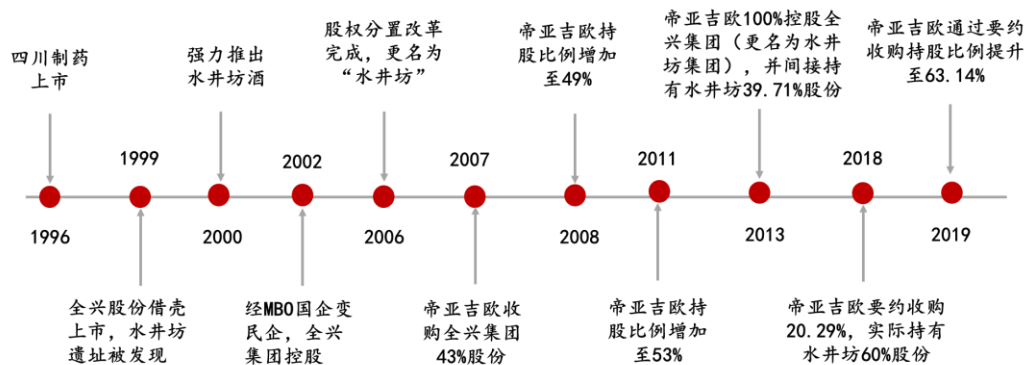 四川制药
上市
强力推出
水井坊酒
股权分置改革
完成，更名为
“水井坊”
帝亚吉欧持
股比例增加
至49%
帝亚吉欧100%控股全
兴集团（更名为水井
坊集团），并间接持
有水井坊39.71%股份
帝亚吉欧通过要约
收购持股比例提升
至63.14%
1999
2002
2007
2011
2018
1996
2000
2006
2008
2013
2019
全兴股份借壳
上市，水井坊
遗址被发现
经MBO国企变
民企，全兴
集团控股
帝亚吉欧收
购全兴集团
43%股份
帝亚吉欧持
股比例增加
至53%
帝亚吉欧要约收购
20.29%，实际持有
水井坊60%股份